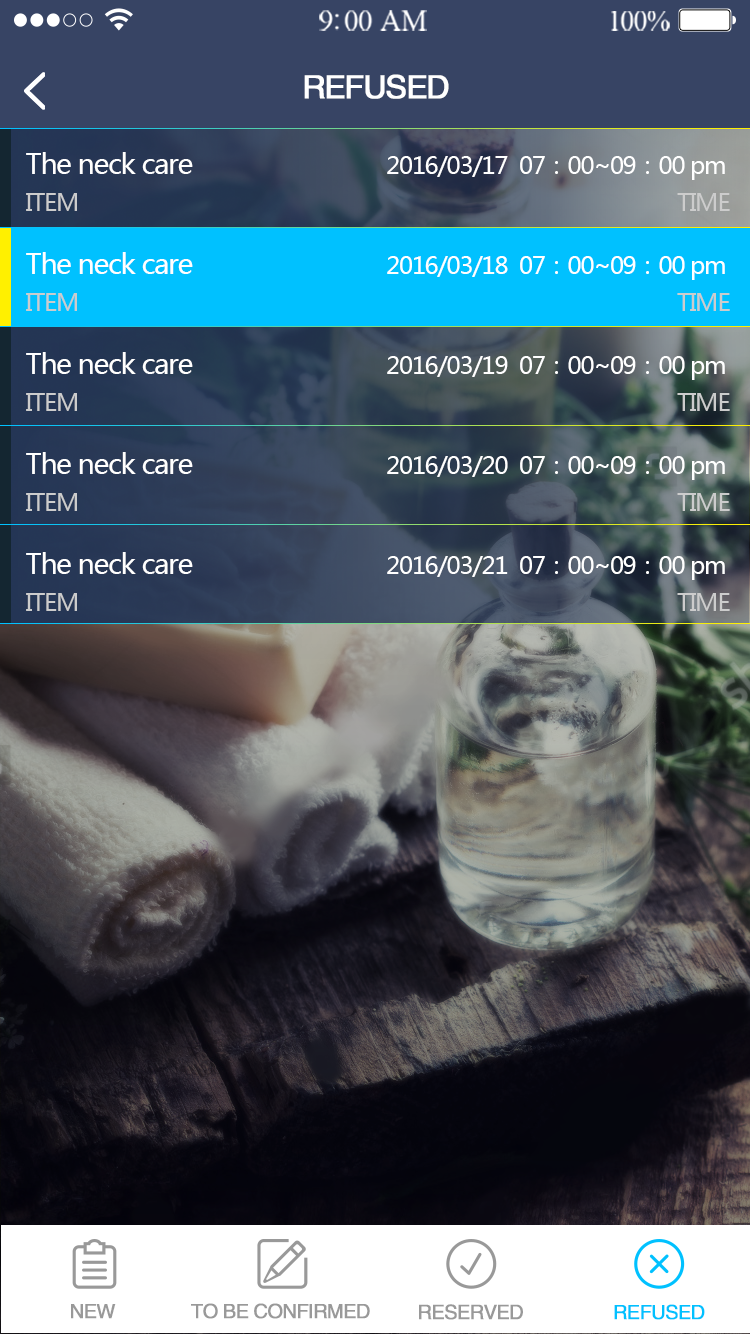 9:00 AM 100%
REFUSED
The neck care 2016/03/17 07 : 00~09 : 00 pm
ITEM TIME
The neck care 2016/03/18 07 : 00~09 : 00 pm
ITEM TIME
The neck care 2016/03/19 07 : 00~09 : 00 pm
ITEM TIME
The neck care 2016/03/20 07 : 00~09 : 00 pm
ITEM TIME
The neck care 2016/03/21 07 : 00~09 : 00 pm
ITEM TIME
NEW TO BE CONFIRMED RESERVED REFUSED